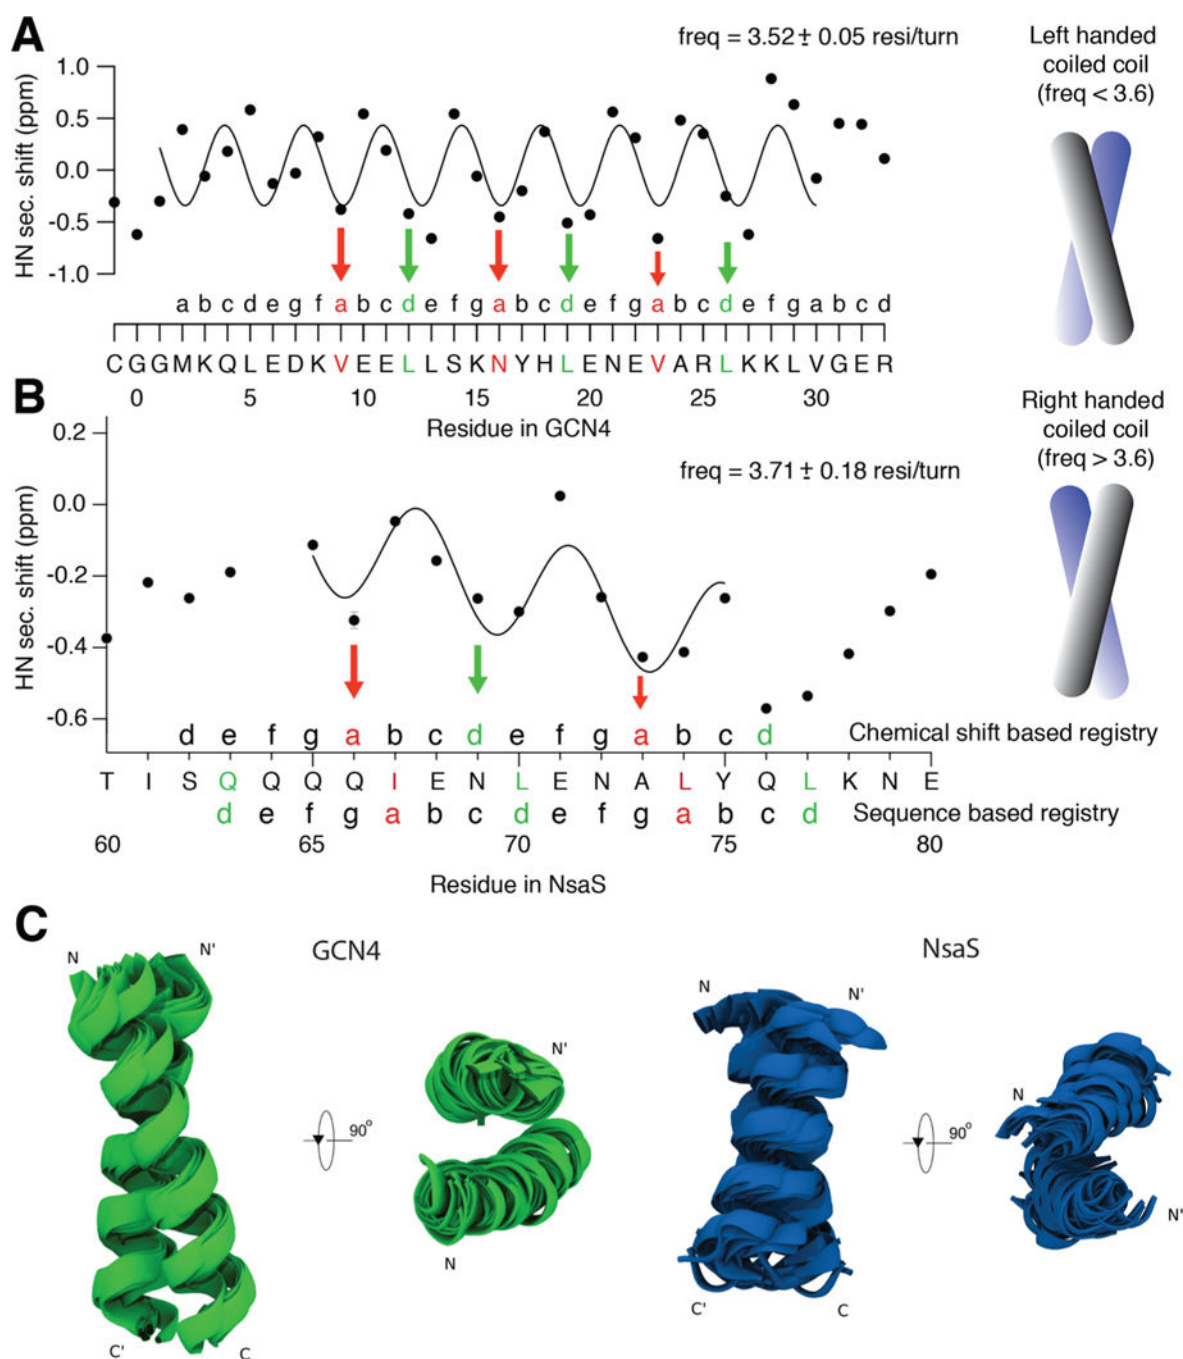 A
freq = 3.52 ± 0.05 resi/turn
Left handed
coiled coil
(freq < 3.6)
HN sec. shift (ppm)
1.0
0.5
0.0
-0.5
-1.0
a b c d e g f a b c d e f g a b c d e f g a b c d e f g a b c d
C G G M K Q L E D K V E E L L S K N Y H L E N E V A R L K K L V G E R
0 5 10 15 20 25 30
Residue in GCN4
B
freq = 3.71 ± 0.18 resi/turn
Right handed
coiled coil
(freq > 3.6)
HN sec. shift (ppm)
0.2
0.0
-0.2
-0.4
-0.6
d e f g a b c d e f g a b c d
Chemical shift based registry
T I S Q Q Q Q I E N L E N A L Y Q L K N E
d e f g a b c d e f g a b c d
Sequence based registry
60 65 70 75 80
Residue in NsaS
C
GCN4
NsaS
N
N'
C'
C
90°
N'
N
N
N'
C'
C
90°
N
N'